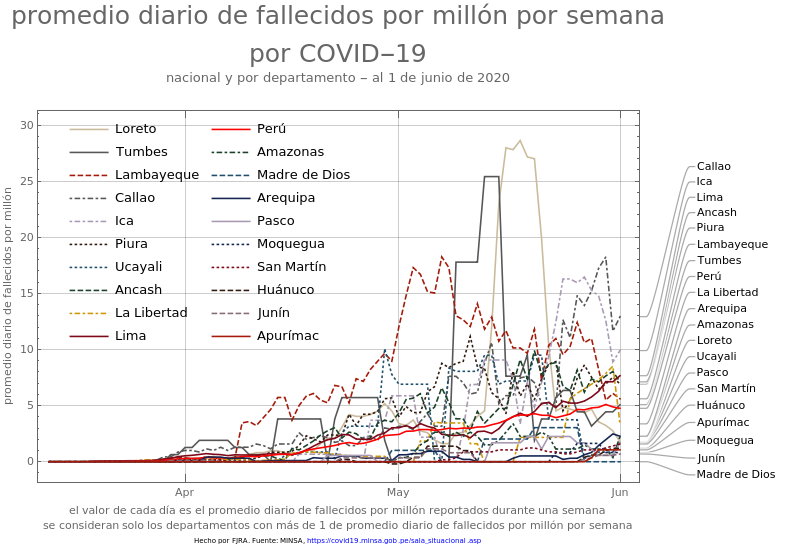 promedio diario de fallecidos por millón por semana
por COVID−19
nacional y por departamento − al 1 de junio de 2020
promedio diario de fallecidos por millón
30
25
20
15
10
5
0
Apr
May
Jun
Loreto
Tumbes
Lambayeque
Callao
Ica
Piura
Ucayali
Ancash
La Libertad
Lima
Perú
Amazonas
Madre de Dios
Arequipa
Pasco
Moquegua
San Martín
Huánuco
Junín
Apurímac
Callao
Ica
Lima
Ancash
Piura
Lambayeque
Tumbes
Perú
La Libertad
Arequipa
Amazonas
Loreto
Ucayali
Pasco
San Martín
Huánuco
Apurímac
Moquegua
Junín
Madre de Dios
el valor de cada día es el promedio diario de fallecidos por millón reportados durante una semana
se consideran solo los departamentos con más de 1 de promedio diario de fallecidos por millón por semana
Hecho por FJRA. Fuente: MINSA, https://covid19.minsa.gob.pe/sala_situacional .asp